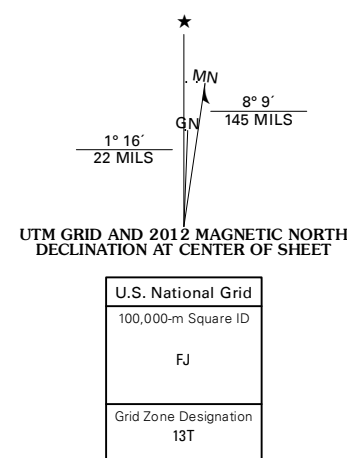 ★
MN
8° 9´
145 MILS
GN
1° 16´
22 MILS
UTM GRID AND 2012 MAGNETIC NORTH
DECLINATION AT CENTER OF SHEET
U.S. National Grid
100,000-m Square ID
FJ
Grid Zone Designation
13T